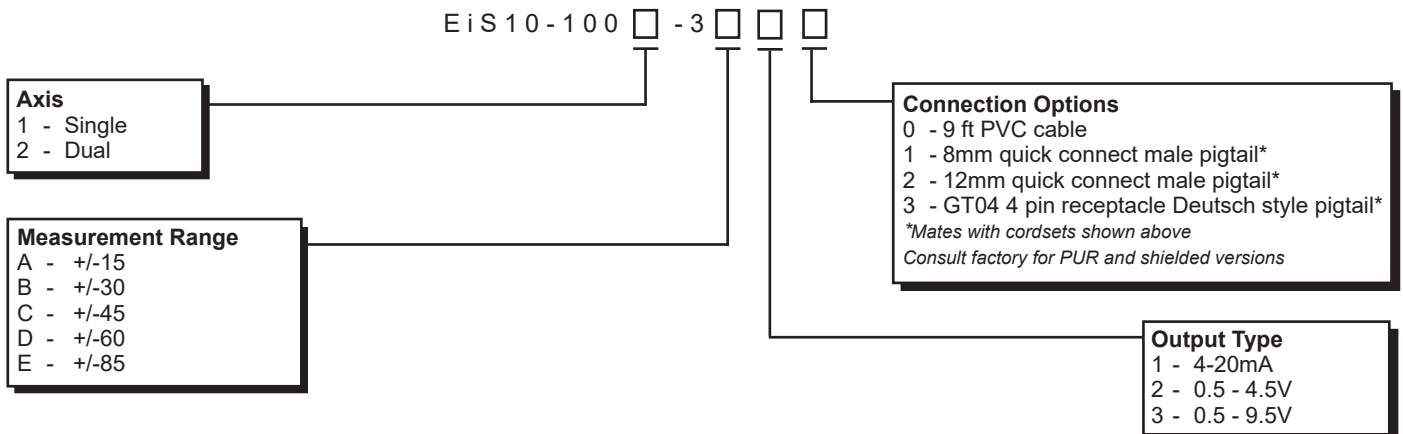 EiS10-100□ -3□ □ □
Axis
1 - Single
2 - Dual
Measurement Range
A - +/-15
B - +/-30
C - +/-45
D - +/-60
E - +/-85
Connection Options
0 - 9 ft PVC cable
1 - 8mm quick connect male pigtail*
2 - 12mm quick connect male pigtail*
3 - GT04 4 pin receptacle Deutsch style pigtail*
*Mates with cordsets shown above
Consult factory for PUR and shielded versions
Output Type
1 - 4-20mA
2 - 0.5 - 4.5V
3 - 0.5 - 9.5V